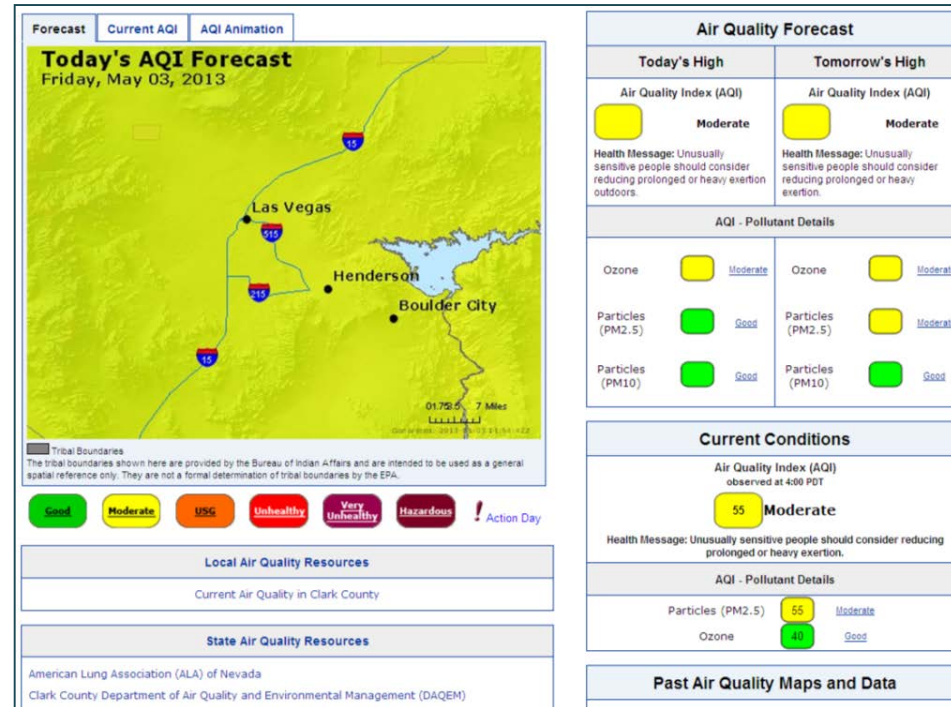 Forecast
Current AQI
AQI Animation
Today's AQI Forecast
Friday, May 03, 2013
15
Las Vegas
515
Henderson
215
Boulder City
15
7 Miles
Tribal Boundaries
The tribal boundaries shown here are provided by the Bureau of Indian Affairs and are intended to be used as a general
spatial reference only. They are not a formal determination of tribal boundaries by the EPA.
Good
Moderate
USG
Unhealthy
Very
Unhealthy
Hazardous
! Action Day
Local Air Quality Resources
Current Air Quality in Clark County
State Air Quality Resources
American Lung Association (ALA) of Nevada
Clark County Department of Air Quality and Environmental Management (DAQEM)
Air Quality Forecast
Today's High
Air Quality Index (AQI)
Moderate
Health Message: Unusually
sensitive people should consider
reducing prolonged or heavy exertion
outdoors.
Tomorrow's High
Air Quality Index (AQI)
Moderate
Health Message: Unusually
sensitive people should consider
reducing prolonged or heavy
exertion.
AQI - Pollutant Details
Ozone Moderate
Particles
(PM2.5) Good
Particles
(PM10) Good
Ozone Moderat
Particles
(PM2.5) Moderat
Particles
(PM10) Good
Current Conditions
Air Quality Index (AQI)
observed at 4:00 PDT
55 Moderate
Health Message: Unusually sensitive people should consider reducing
prolonged or heavy exertion.
AQI - Pollutant Details
Particles (PM2.5) 55 Moderate
Ozone 40 Good
Past Air Quality Maps and Data